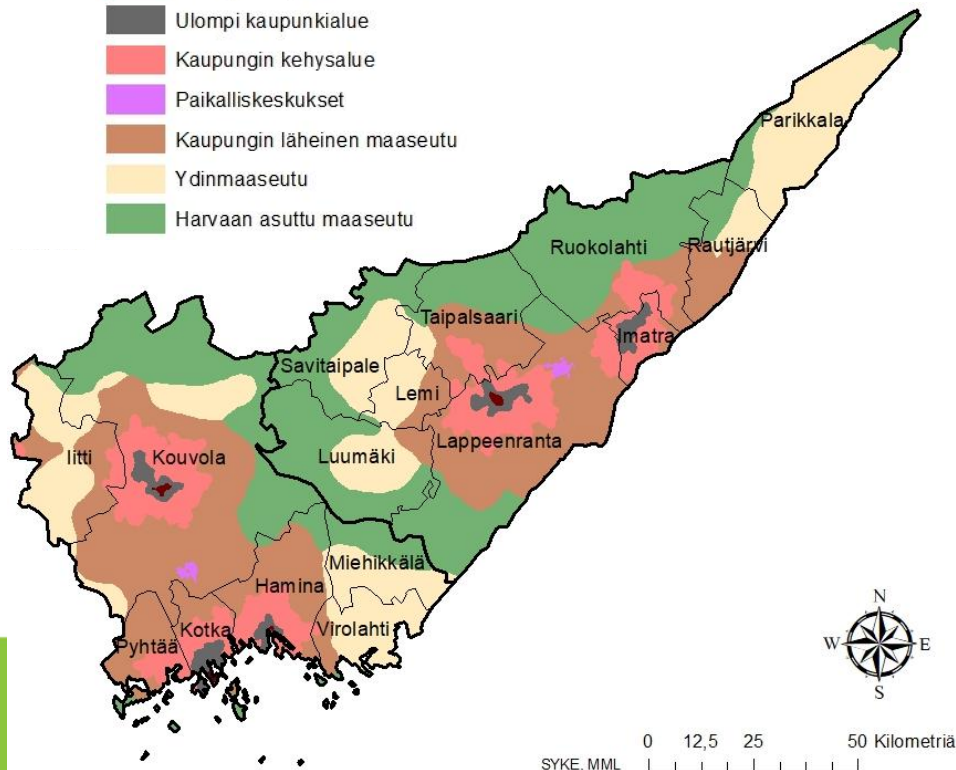 Ulompi kaupunkialue
Kaupungin kehysalue
Paikalliskeskukset
Kaupungin läheinen maaseutu
Ydinmaaseutu
Harvaan asuttu maaseutu
Parikkala
Ruokolahti
Rautjärvi
Taipalsaari
Imatra
Savitaipale
Lemi
Lappeenranta
Iitti
Kouvola
Luumäki
Miehikkälä
Hamina
Kotka
Virolahti
Pyhtää
N
W E
S
0 12,5 25 50 Kilometriä
SYKE, MML